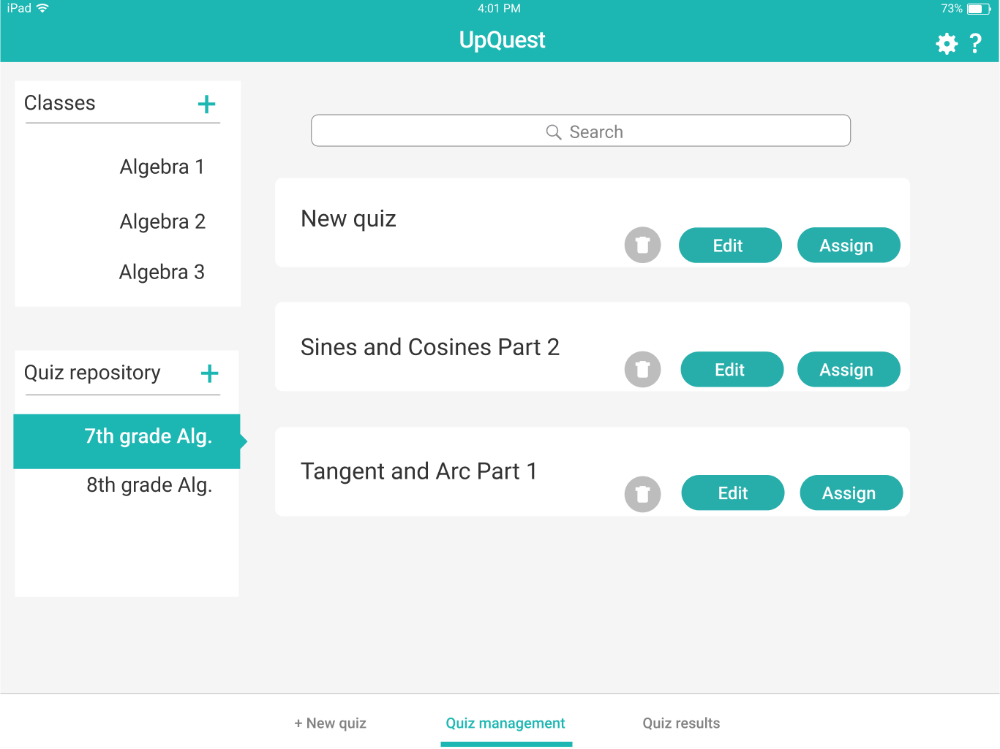 iPad
4:01 PM
73%
UpQuest
?
Classes +
Algebra 1
Algebra 2
Algebra 3
Quiz repository +
7th grade Alg.
8th grade Alg.
Search
New quiz
Edit
Assign
Sines and Cosines Part 2
Edit
Assign
Tangent and Arc Part 1
Edit
Assign
+ New quiz
Quiz management
Quiz results